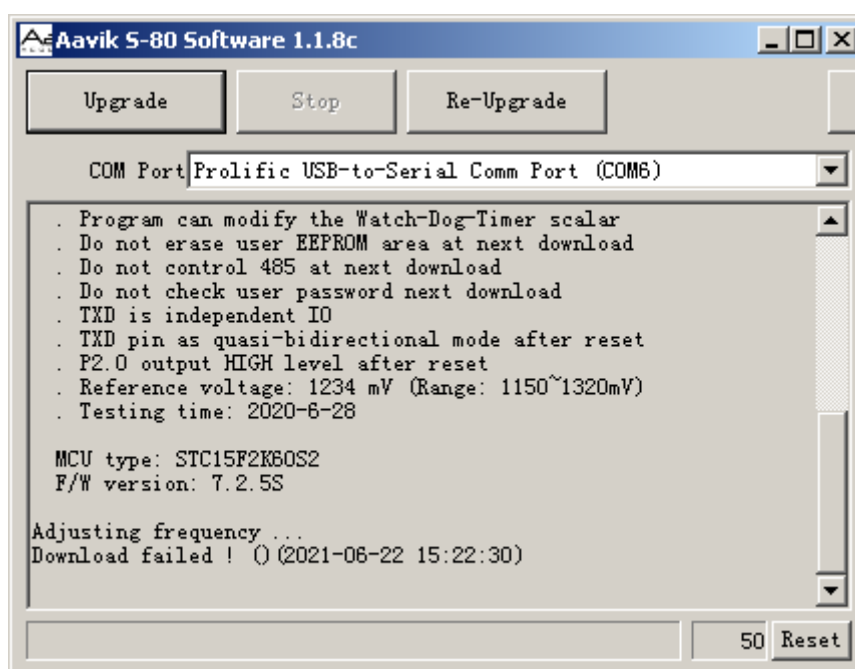 Aavik S-80 Software 1.1.8c
Upgrade Stop Re-Upgrade
COM Port Prolific USB-to-Serial Comm Port (COM6)
. Program can modify the Watch-Dog-Timer scalar
. Do not erase user EEPROM area at next download
. Do not control 485 at next download
. Do not check user password next download
. TXD is independent IO
. TXD pin as quasi-bidirectional mode after reset
. P2.0 output HIGH level after reset
. Reference voltage: 1234 mV (Range: 1150~1320mV)
. Testing time: 2020-6-28
MCU type: STC15F2K60S2
F/W version: 7.2.5S
Adjusting frequency ...
Download failed ! ()(2021-06-22 15:22:30)
50 Reset